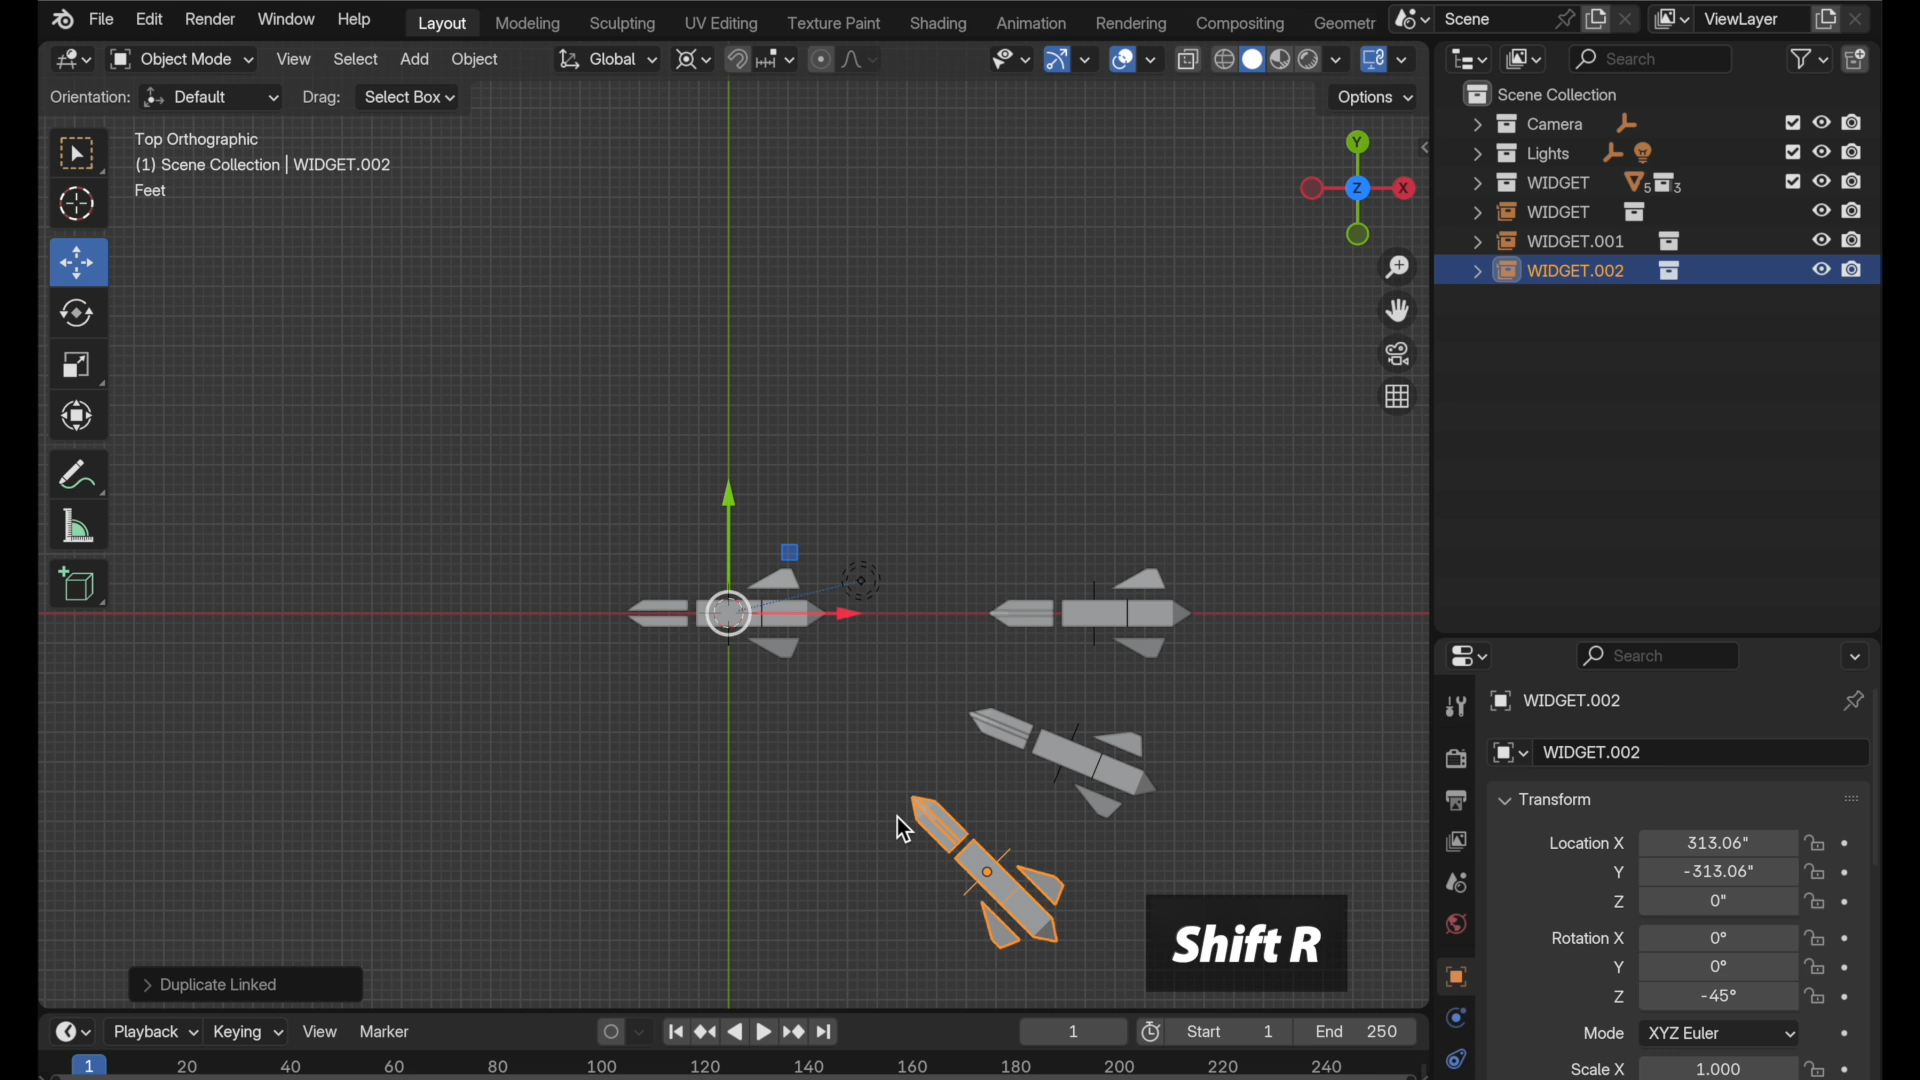 File Edit Render Window Help Layout Modeling Sculpting UV Editing Texture Paint Shading Animation Rendering Compositing Geometr Scene ViewLayer
Object Mode View Select Add Object Global Search
Orientation: Default Drag: Select Box Options
Top Orthographic
(1) Scene Collection | WIDGET.002
Feet
Y
Z X
Scene Collection
Camera
Lights
WIDGET 5 3
WIDGET
WIDGET.001
WIDGET.002
Search
WIDGET.002
WIDGET.002
Transform
Location X 313.06"
Y -313.06"
Z 0"
Rotation X 0°
Y 0°
Z -45°
Mode XYZ Euler
Scale X 1.000
Shift R
Duplicate Linked
Playback Keying View Marker 1 Start 1 End 250
1 20 40 60 80 100 120 140 160 180 200 220 240